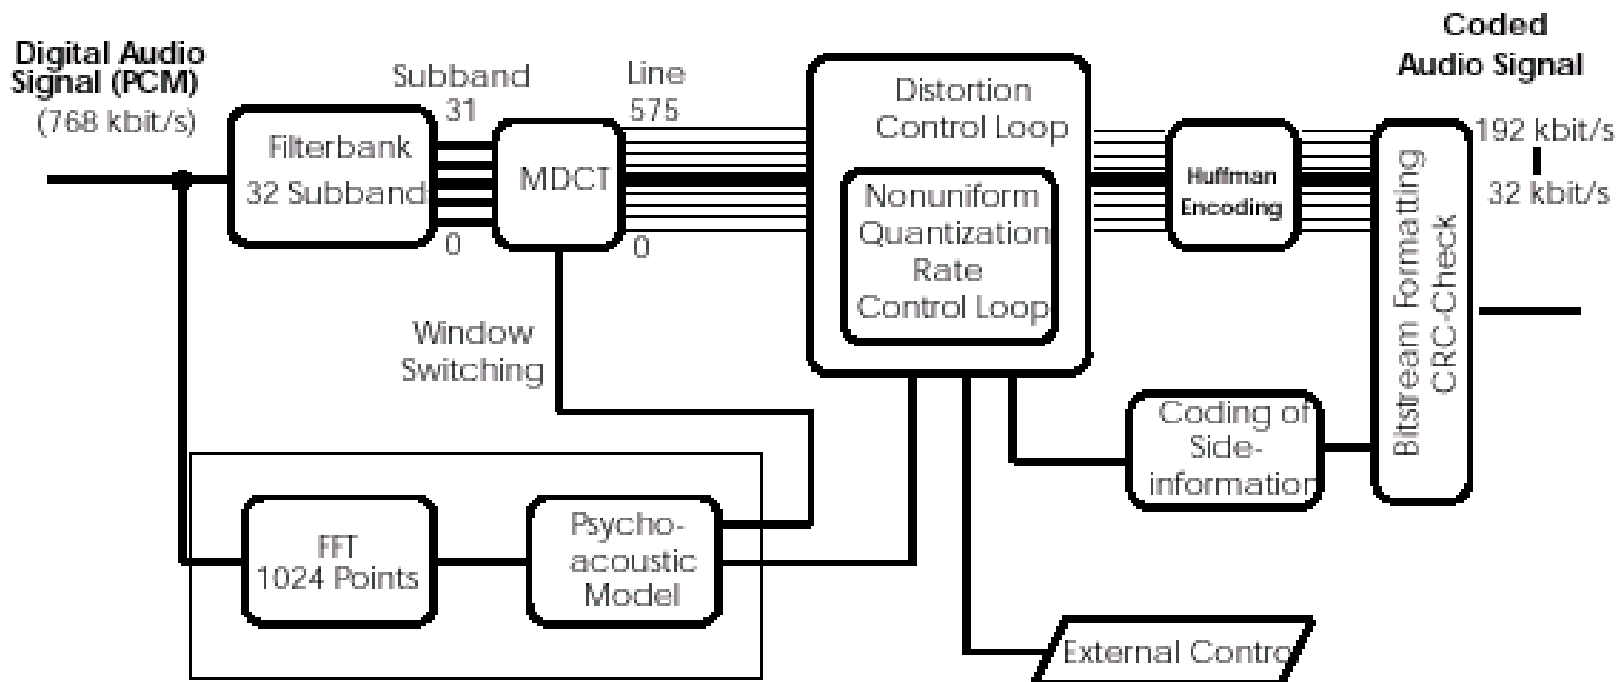 Digital Audio
Signal (PCM)
(768 kbit/s)
Filterbank
32 Subband
Subband
31
0
MDCT
Line
575
0
Window
Switching
FFT
1024 Points
Psycho-
acoustic
Model
Distortion
Control Loop
Nonuniform
Quantization
Rate
Control Loop
External Contro
Huffman
Encoding
Coding of
Side-
information
Bitstream Formatting
CRC-Check
Coded
Audio Signal
192 kbit/s
32 kbit/s